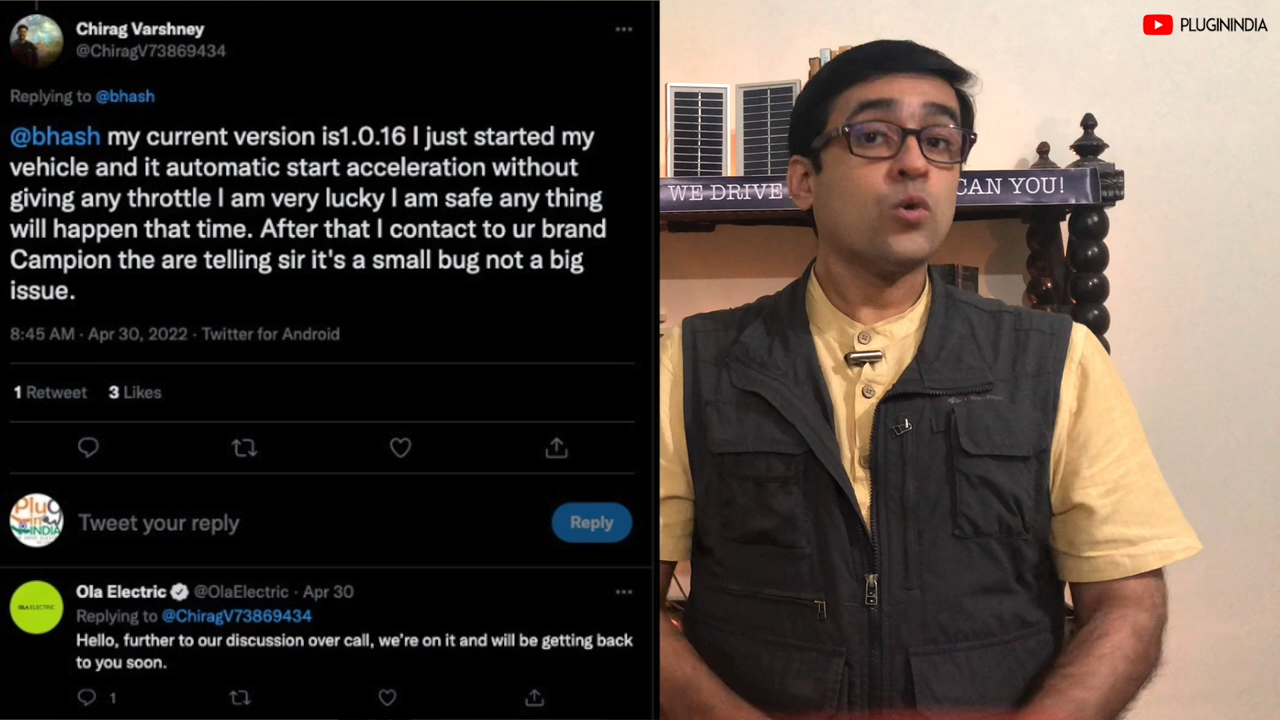 Chirag Varshney
@ChiragV73869434
Replying to @bhash
@bhash my current version is1.0.16 I just started my
vehicle and it automatic start acceleration without
giving any throttle I am very lucky I am safe any thing
will happen that time. After that I contact to ur brand
Campion the are telling sir it's a small bug not a big
issue.
8:45 AM · Apr 30, 2022 · Twitter for Android
1 Retweet 3 Likes
Tweet your reply
Reply
Ola Electric @OlaElectric · Apr 30
Replying to @ChiragV73869434
Hello, further to our discussion over call, we're on it and will be getting back
to you soon.
1
PLUGININDIA
WE DRIVE
CAN YOU!
PluG
in
INDIA
OLA ELECTRIC